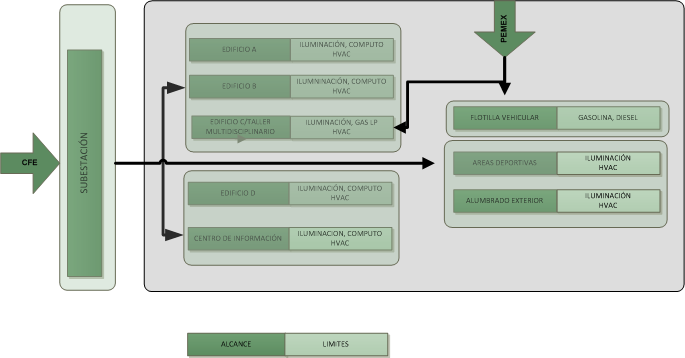 PEMEX
EDIFICIO A
ILUMINACIÓN, COMPUTO
HVAC
EDIFICIO B
ILUMNINACIÓN, COMPUTO
HVAC
EDIFICIO C/TALLER
MULTIDISCIPLINARIO
ILUMINACIÓN, GAS LP
HVAC
FLOTILLA VEHICULAR
GASOLINA, DIESEL
CFE
SUBESTACIÓN
AREAS DEPORTIVAS
ILUMINACIÓN
HVAC
ALUMBRADO EXTERIOR
ILUMINACIÓN
HVAC
EDIFICIO D
ILUMINACIÓN, COMPUTO
HVAC
CENTRO DE INFORMACIÓN
ILUMINACION, COMPUTO
HVAC
ALCANCE
LIMITES